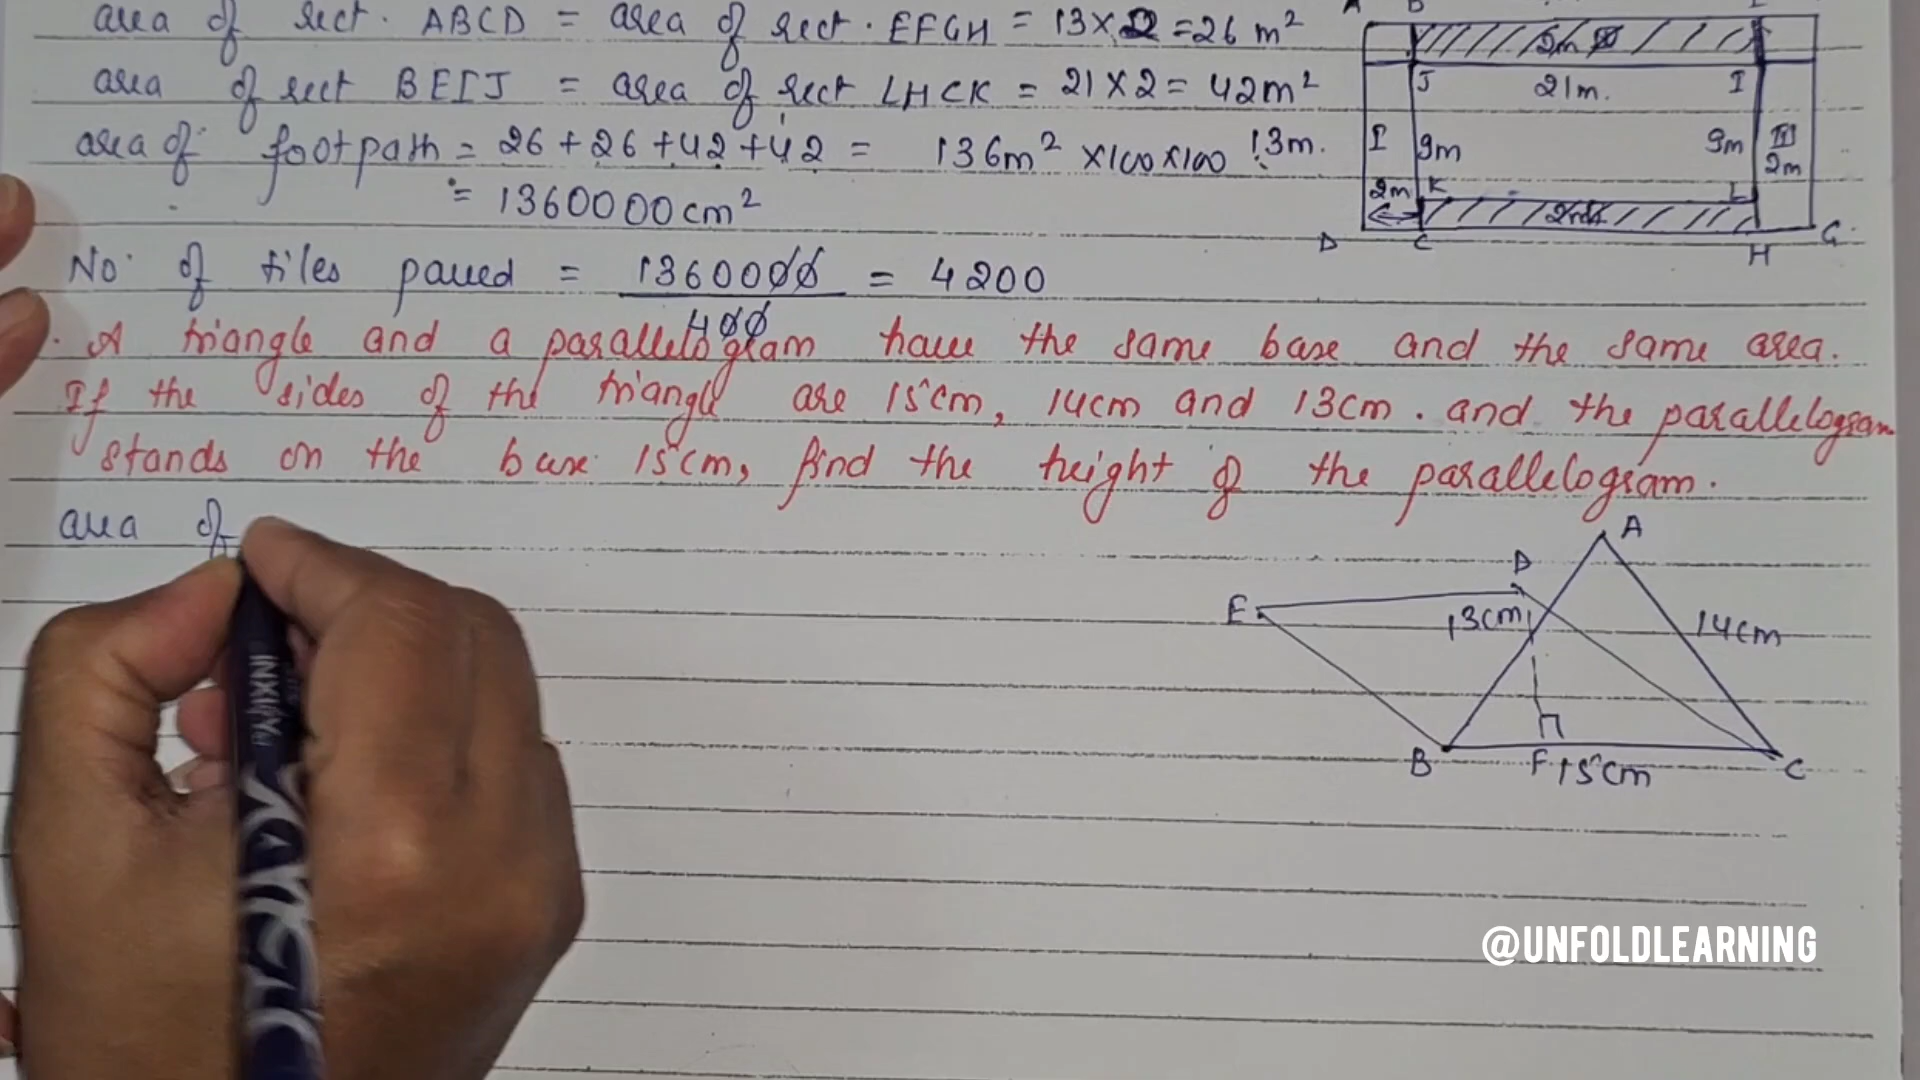 area of rect. ABCD = area of rect. EFGH = 13×2 = 26 m²
area of rect BEIJ = area of rect LHCK = 21×2 = 42m²
area of footpath = 26+26+42+42 = 136m² ×100×100
= 1360000cm²
No. of tiles paved = 1360000 = 4200
400
A triangle and a parallelogram have the same base and the same area.
If the sides of the triangle are 15cm, 14cm and 13cm. and the parallelogram
stands on the base 15cm, find the height of the parallelogram.
area of
B
J 21m. I
13m. I 9m 9m III
2m
2m K L
D C H G
A
D
E 13cm 14cm
B F 15cm C
INXGLY
@UNFOLDLEARNING